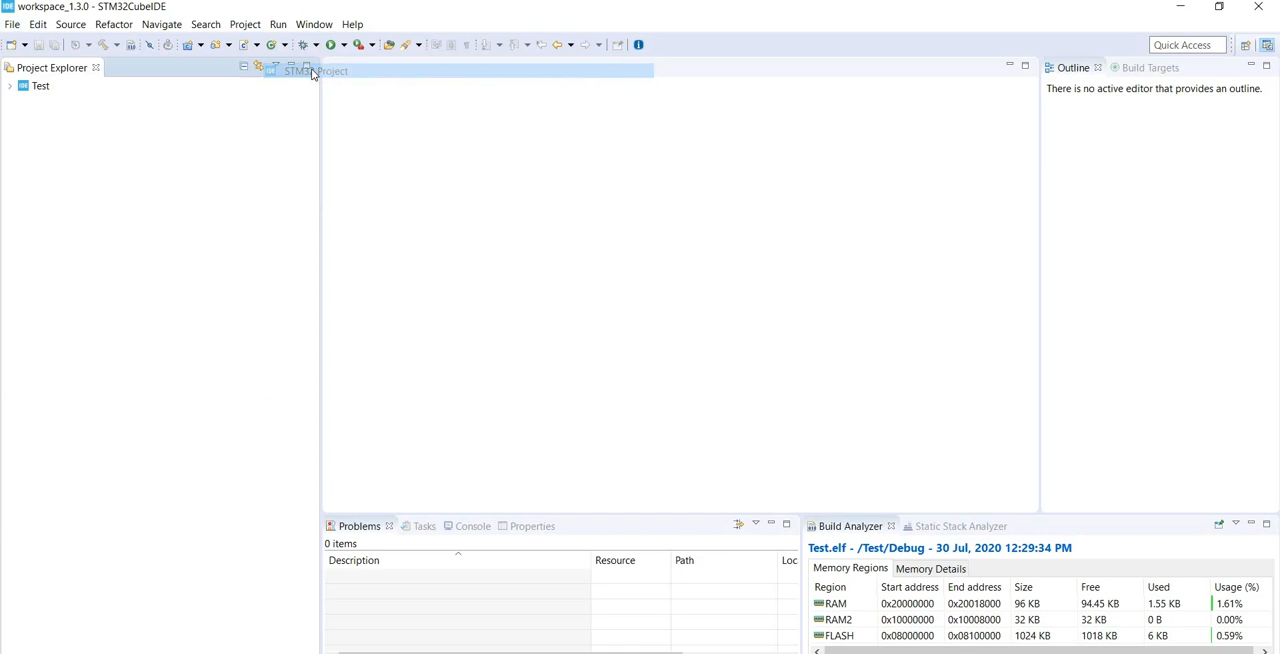 IDE workspace_1.3.0 - STM32CubeIDE
File Edit Source Refactor Navigate Search Project Run Window Help
Quick Access
Project Explorer
IDE STM32 Project
Outline Build Targets
IDE Test
There is no active editor that provides an outline.
Problems Tasks Console Properties
0 items
Description Resource Path Loc
Build Analyzer Static Stack Analyzer
Test.elf - /Test/Debug - 30 Jul, 2020 12:29:34 PM
Memory Regions Memory Details
Region Start address End address Size Free Used Usage (%)
RAM 0x20000000 0x20018000 96 KB 94.45 KB 1.55 KB 1.61%
RAM2 0x10000000 0x10008000 32 KB 32 KB 0 B 0.00%
FLASH 0x08000000 0x08100000 1024 KB 1018 KB 6 KB 0.59%